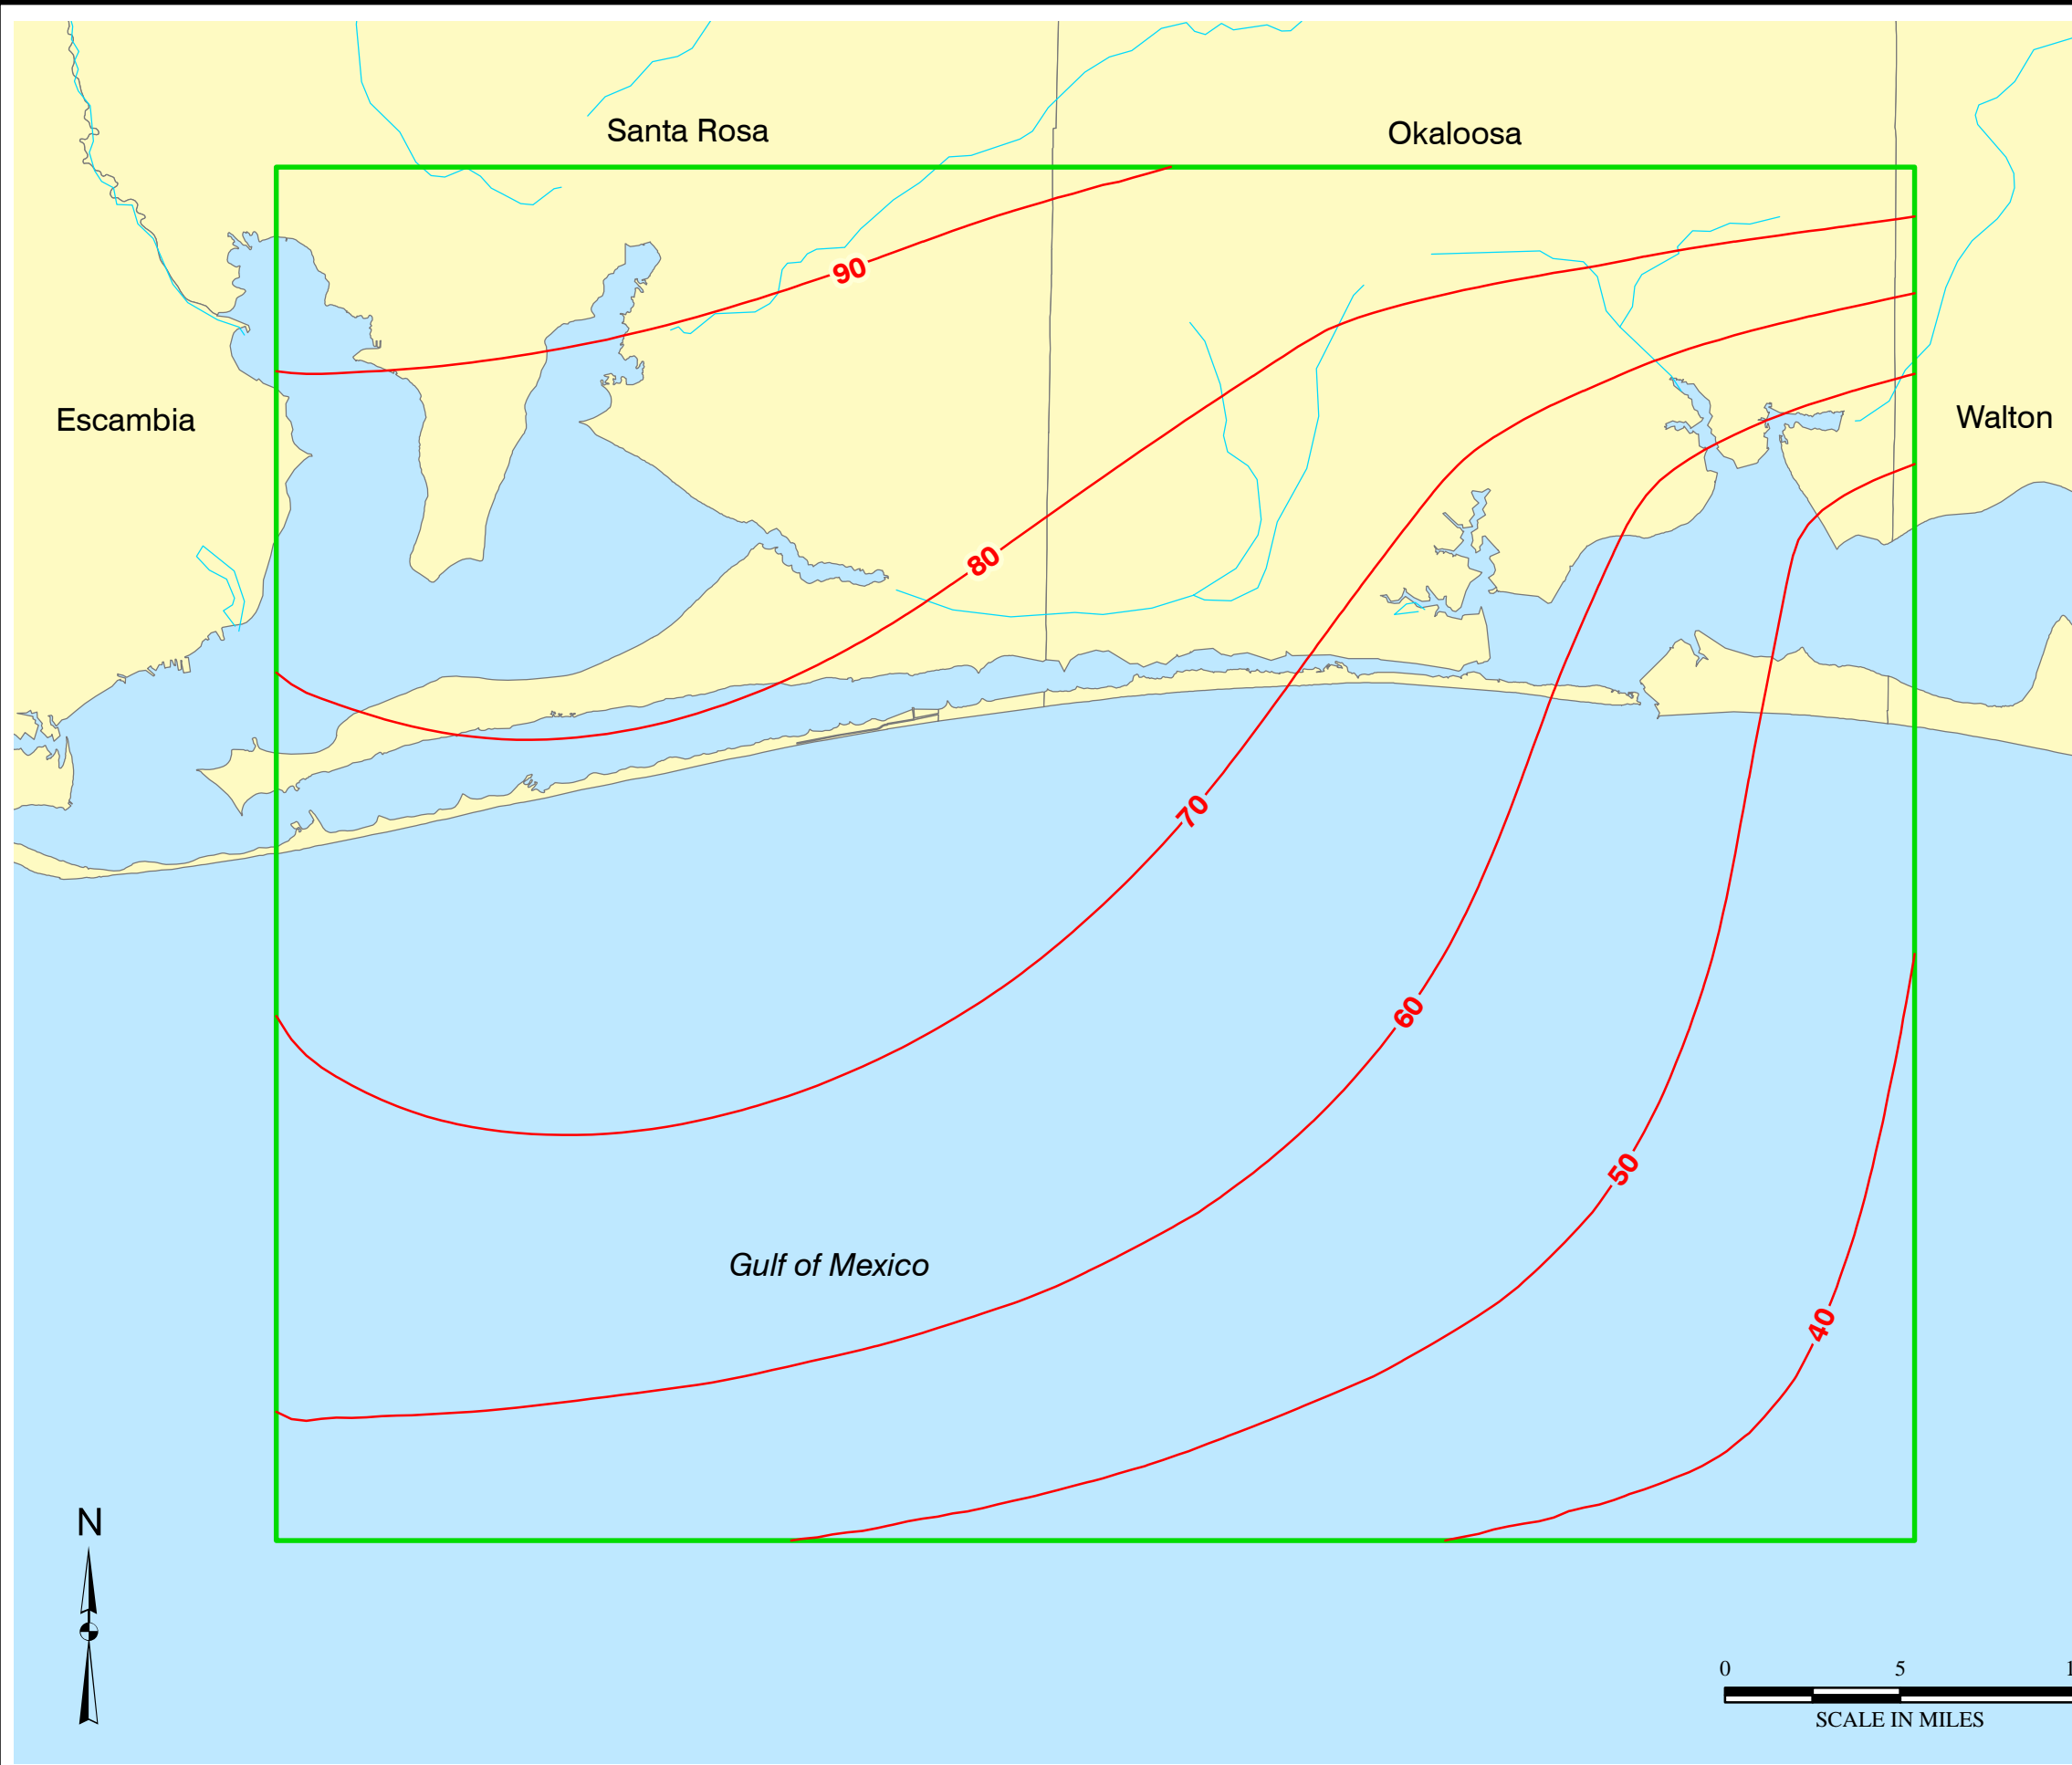 Santa Rosa
Okaloosa
90
Escambia
Walton
80
70
60
50
Gulf of Mexico
40
N
0 5
SCALE IN MILES